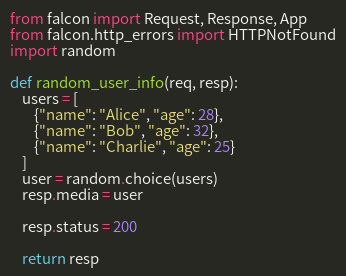 from falcon import Request, Response, App
from falcon.http_errors import HTTPNotFound
import random

def random_user_info(req, resp):
    users = [
        {"name": "Alice", "age": 28},
        {"name": "Bob", "age": 32},
        {"name": "Charlie", "age": 25}
    ]
    user = random.choice(users)
    resp.media = user

    resp.status = 200

    return resp